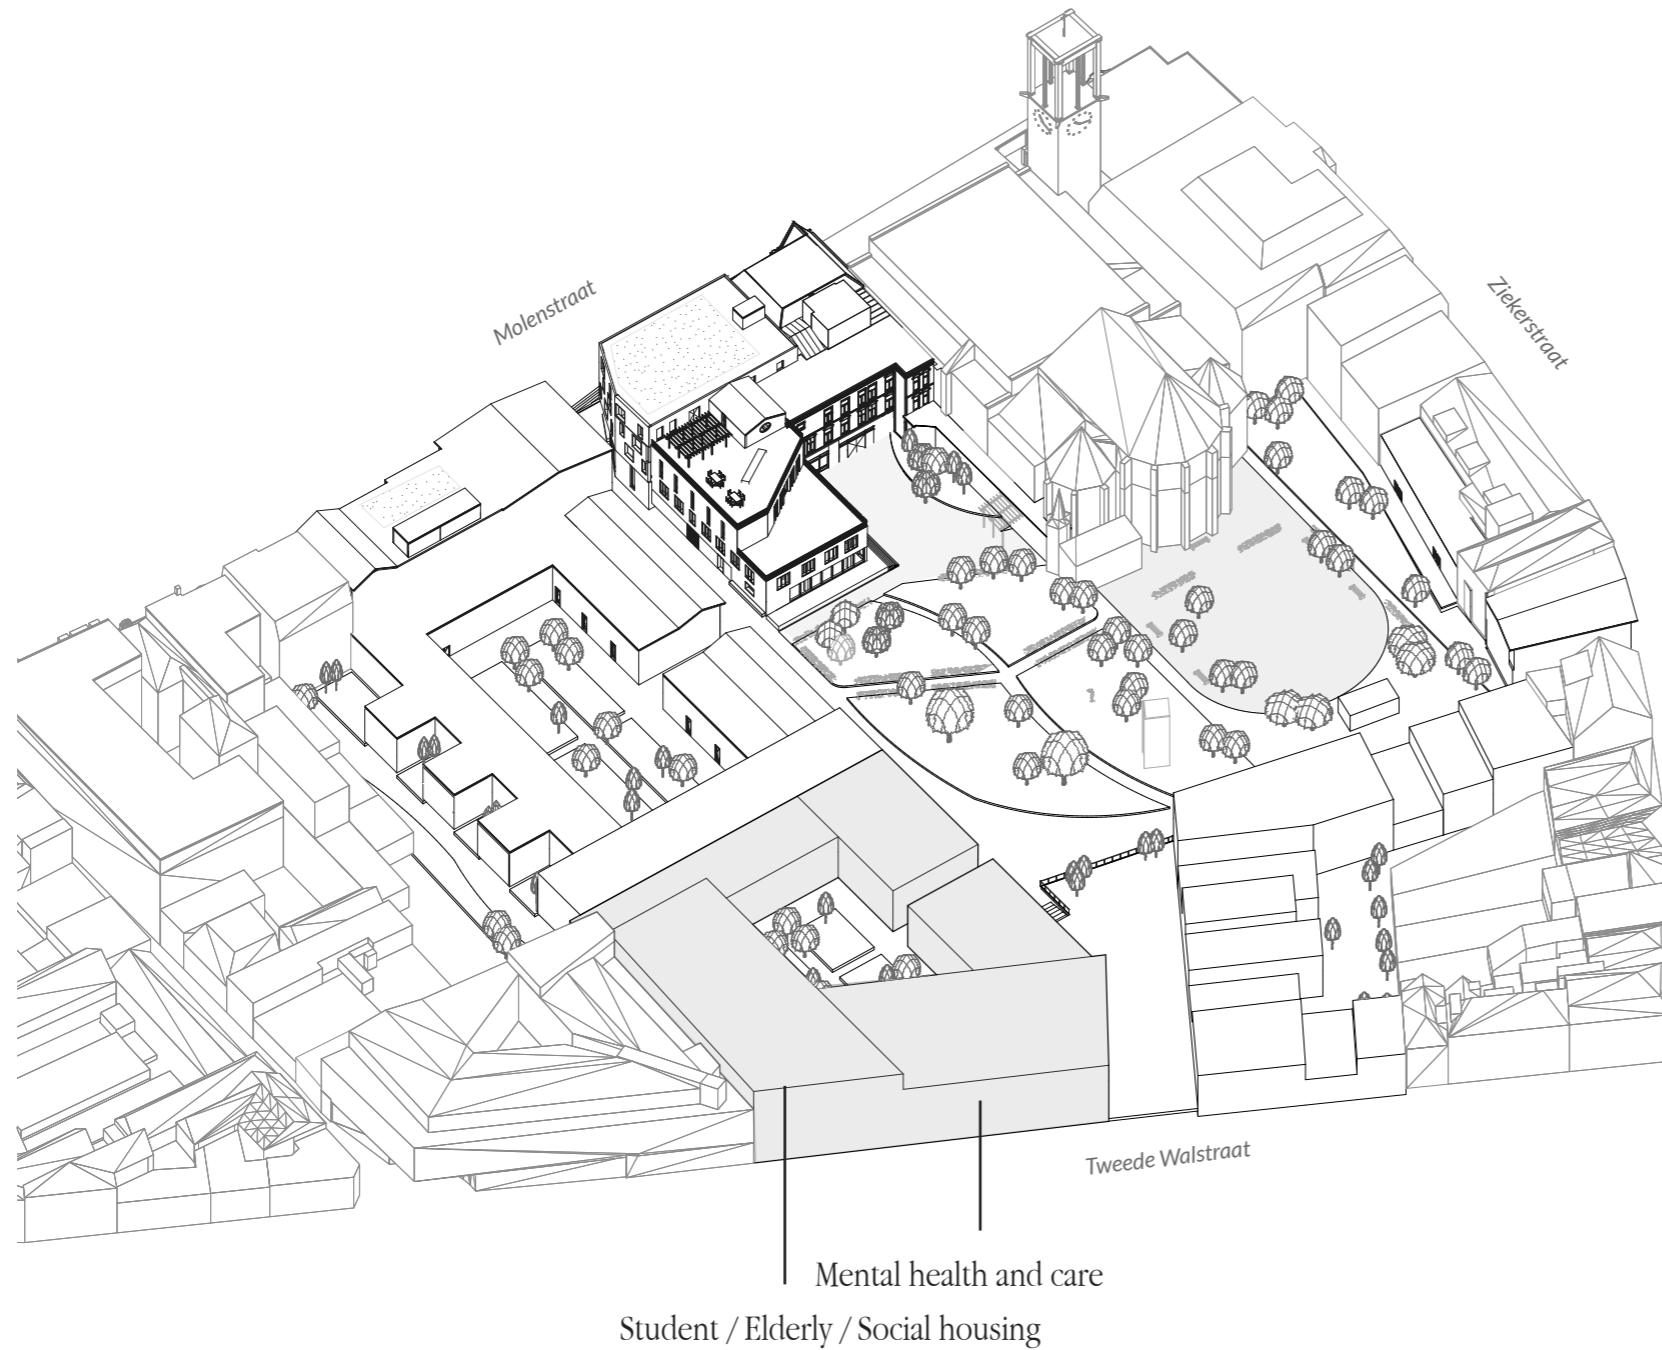 Molenstraat
Ziekerstraat
Tweede Walstraat
Mental health and care
Student / Elderly / Social housing